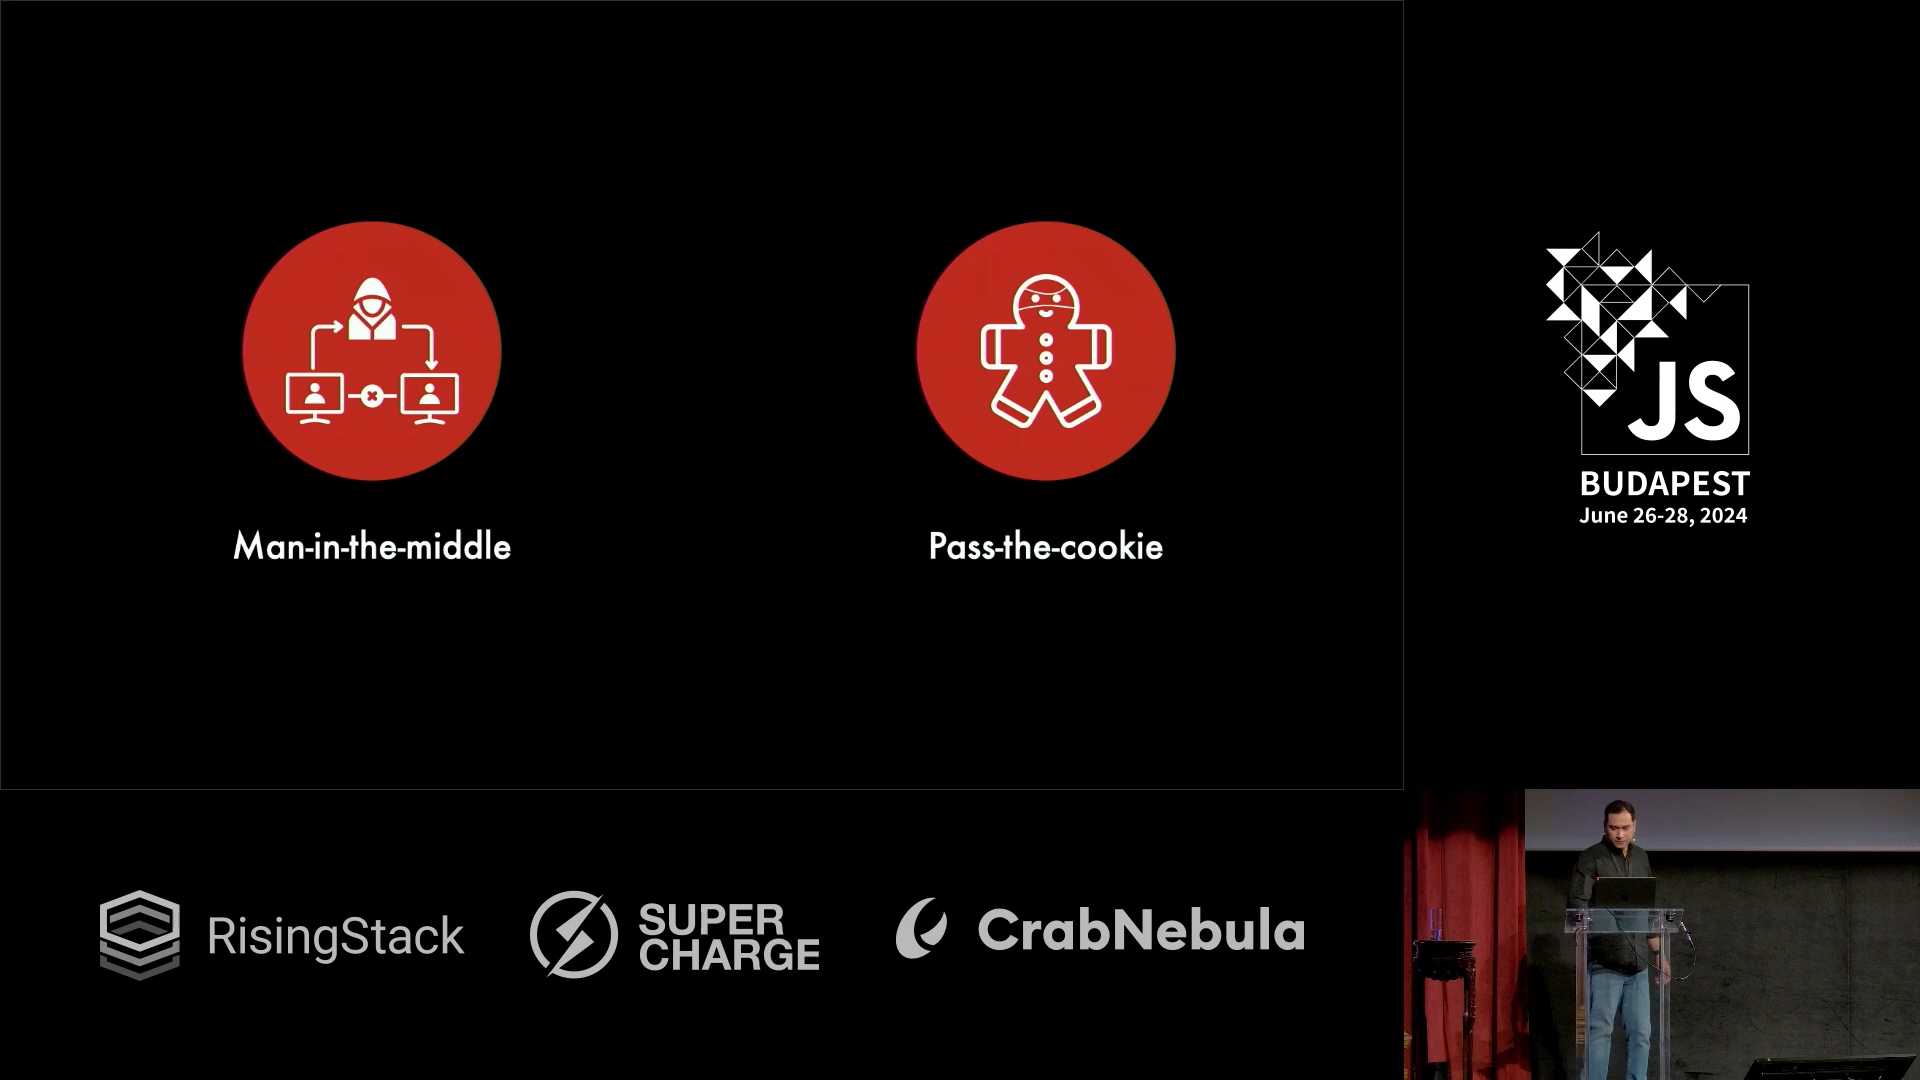 Man-in-the-middle
Pass-the-cookie
JS
BUDAPEST
June 26-28, 2024
RisingStack
SUPER
CHARGE
CrabNebula